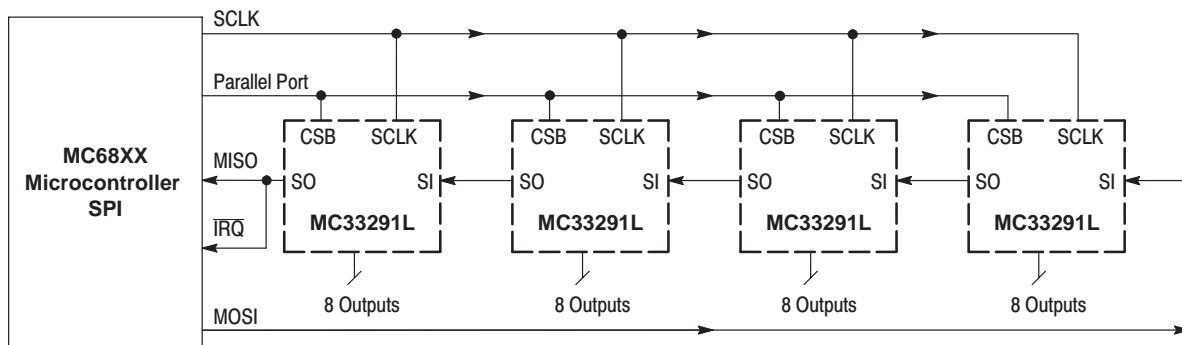 SCLK
Parallel Port
CSB SCLK CSB SCLK CSB SCLK CSB SCLK
MC68XX
Microcontroller
SPI
MISO
SO SI SO SI SO SI SO SI
IRQ
MC33291L MC33291L MC33291L MC33291L
8 Outputs 8 Outputs 8 Outputs 8 Outputs
MOSI